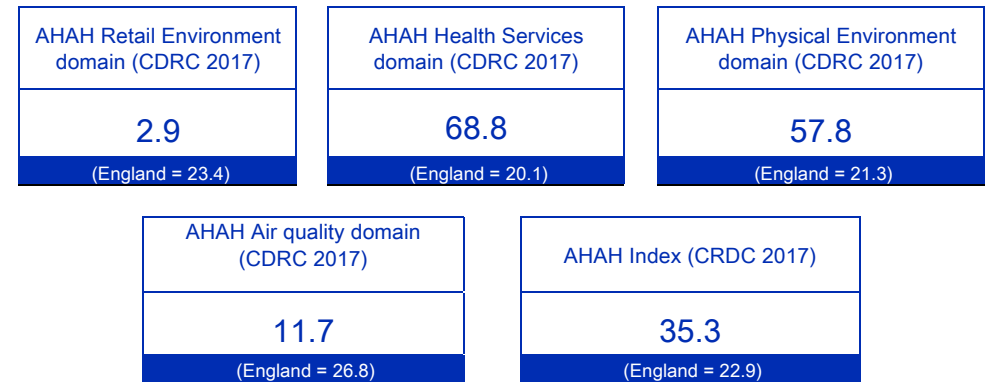 AHAH Retail Environment
domain (CDRC 2017)
2.9
(England = 23.4)
AHAH Health Services
domain (CDRC 2017)
68.8
(England = 20.1)
AHAH Physical Environment
domain (CDRC 2017)
57.8
(England = 21.3)
AHAH Air quality domain
(CDRC 2017)
11.7
(England = 26.8)
AHAH Index (CRDC 2017)
35.3
(England = 22.9)